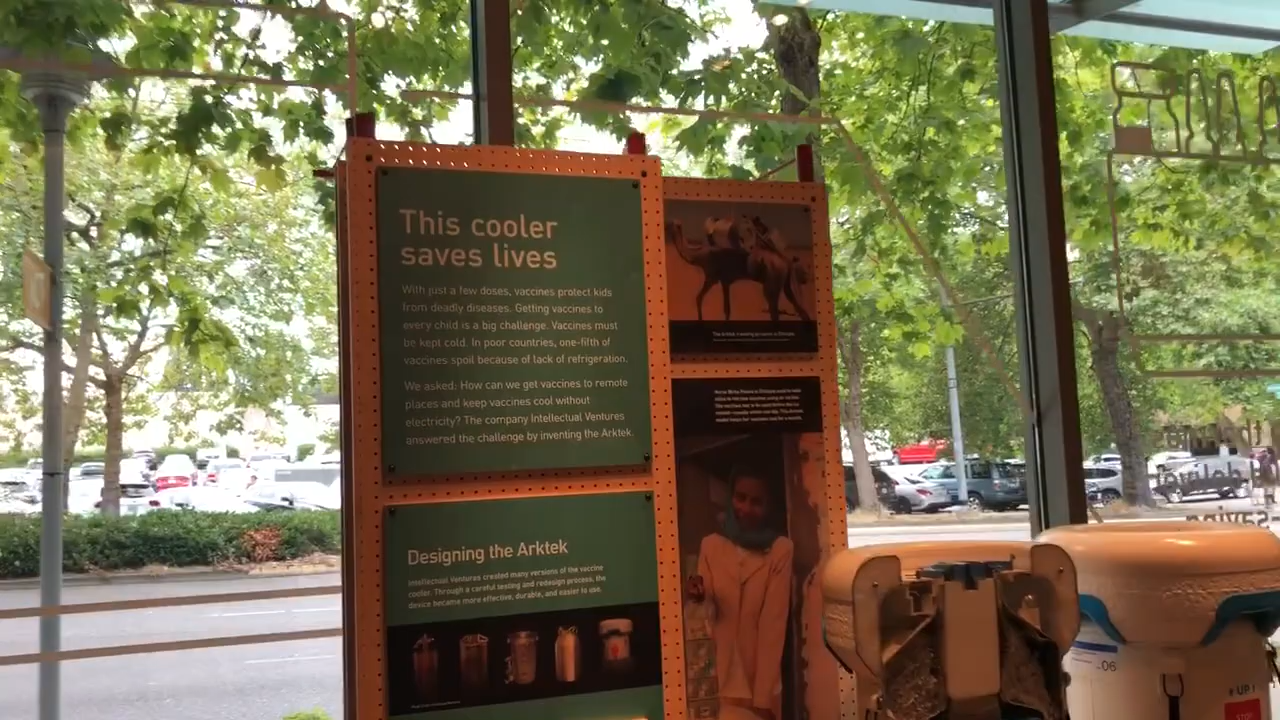 This cooler
saves lives
With just a few doses, vaccines protect kids
from deadly diseases. Getting vaccines to
every child is a big challenge. Vaccines must
be kept cold. In poor countries, one-fifth of
vaccines spoil because of lack of refrigeration.
We asked: How can we get vaccines to remote
places and keep vaccines cool without
electricity? The company Intellectual Ventures
answered the challenge by inventing the Arktek.
Designing the Arktek
Intellectual Ventures created many versions of the vaccine
cooler. Through a careful testing and redesign process, the
device became more effective, durable, and easier to use.
06
UP